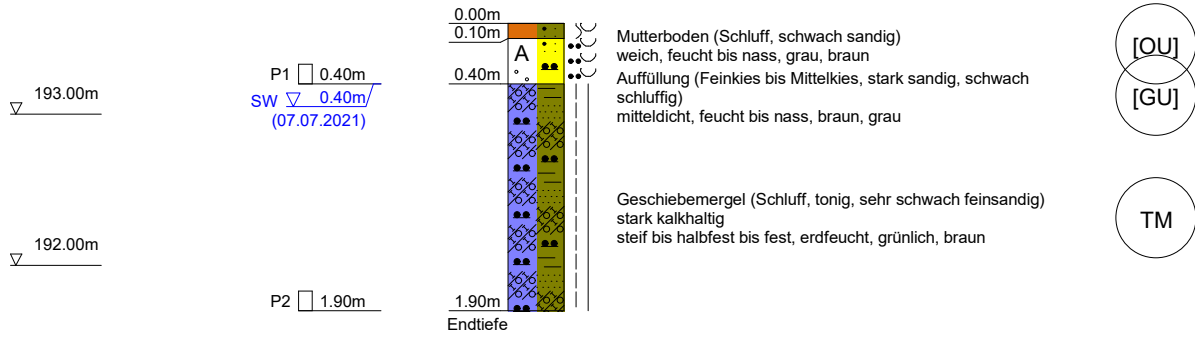 0.00m
0.10m
Mutterboden (Schluff, schwach sandig)
weich, feucht bis nass, grau, braun
[OU]
A
P1 0.40m
0.40m
Auffüllung (Feinkies bis Mittelkies, stark sandig, schwach
schluffig)
mitteldicht, feucht bis nass, braun, grau
[GU]
193.00m
SW 0.40m
(07.07.2021)
Geschiebemergel (Schluff, tonig, sehr schwach feinsandig)
stark kalkhaltig
steif bis halbfest bis fest, erdfeucht, grünlich, braun
TM
192.00m
P2 1.90m
1.90m
Endtiefe